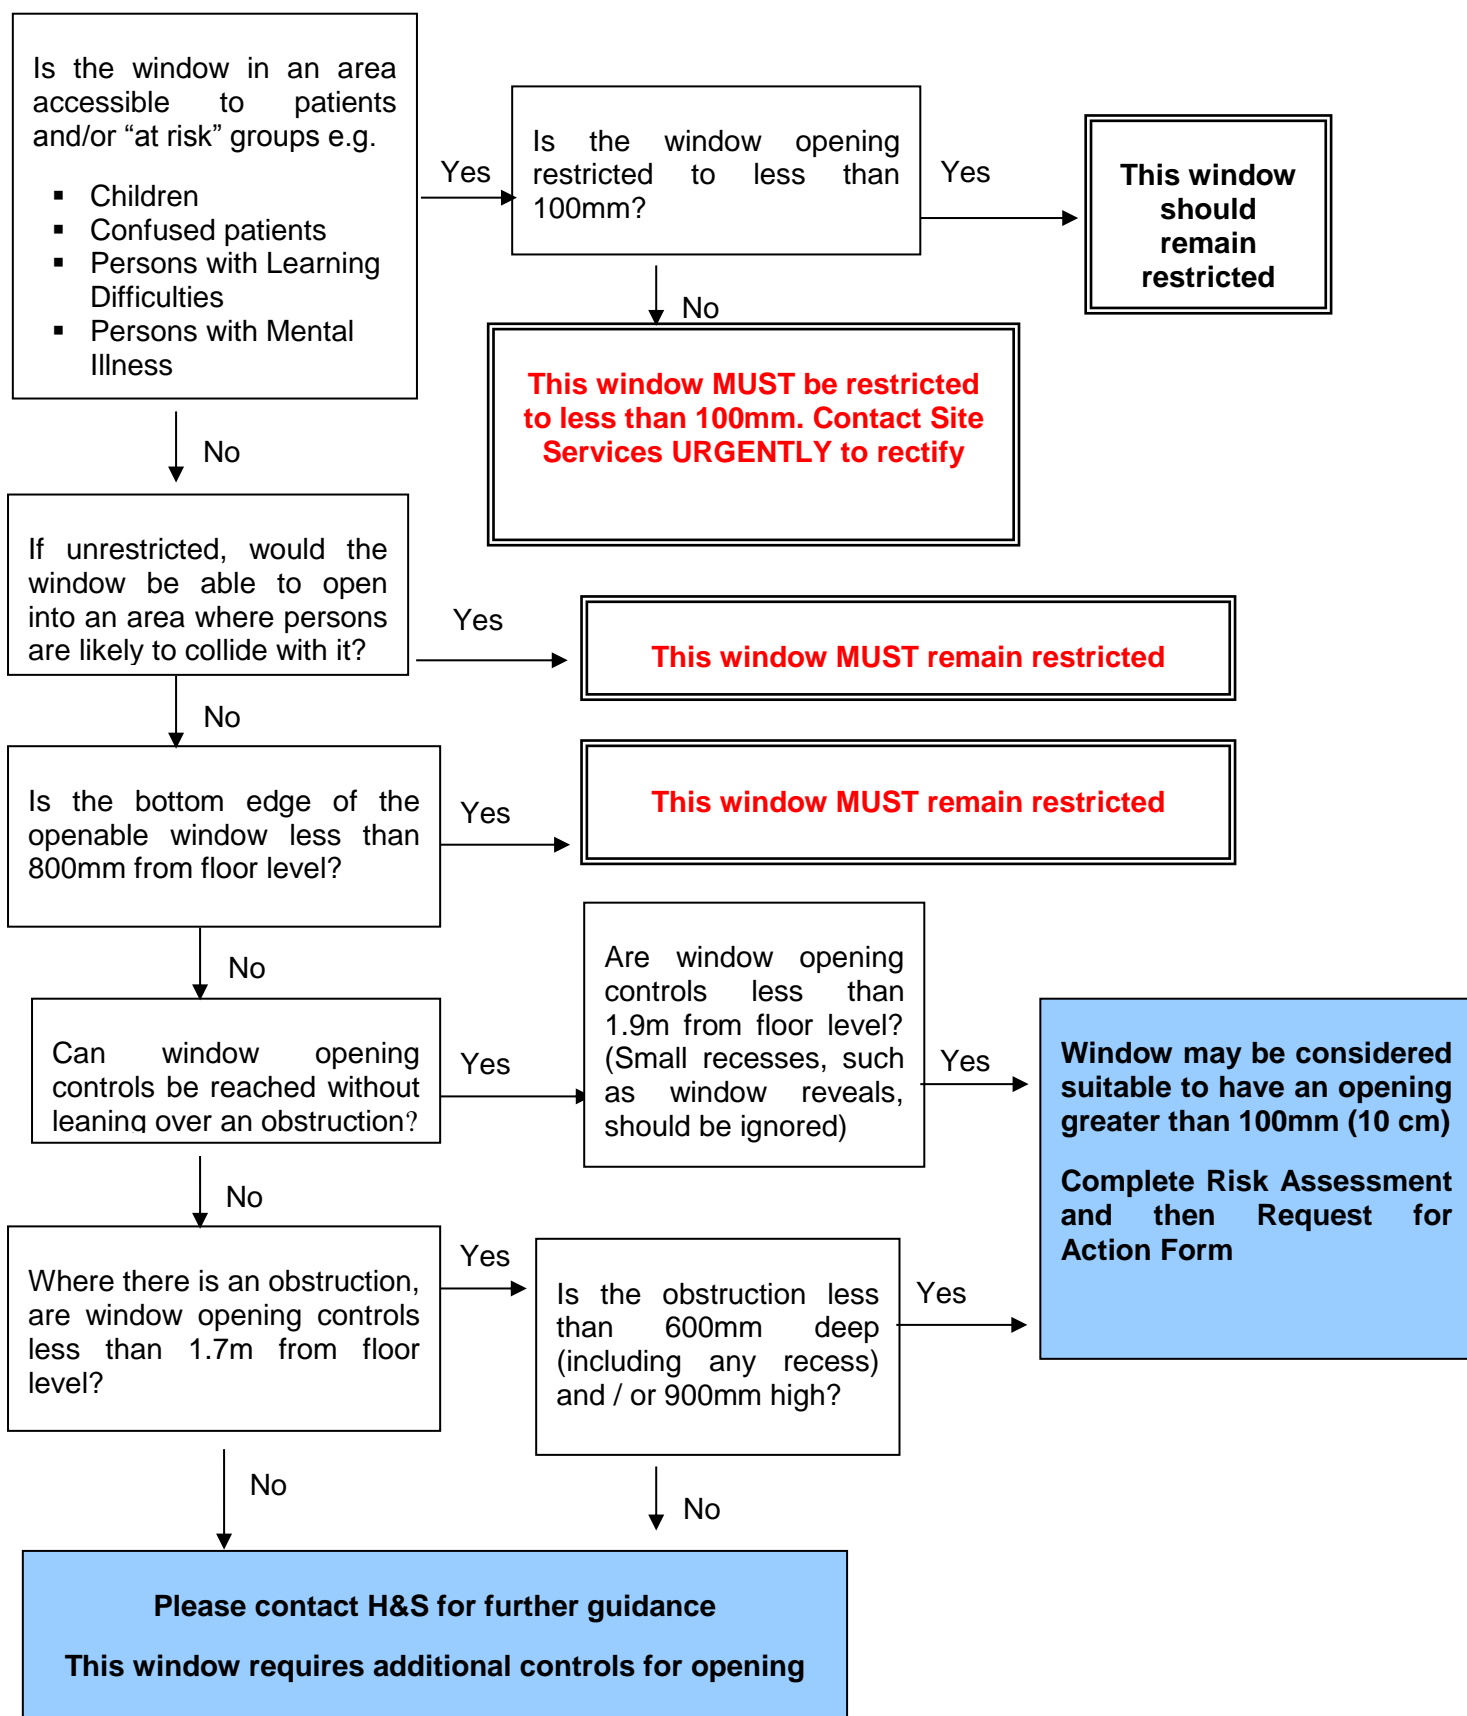 Is the window in an area
accessible to patients
and/or “at risk” groups e.g.
▪ Children
▪ Confused patients
▪ Persons with Learning
Difficulties
▪ Persons with Mental
Illness
Yes
Is the window opening
restricted to less than
100mm?
Yes
This window
should
remain
restricted
No
This window MUST be restricted
to less than 100mm. Contact Site
Services URGENTLY to rectify
No
If unrestricted, would the
window be able to open
into an area where persons
are likely to collide with it?
Yes
This window MUST remain restricted
No
Is the bottom edge of the
openable window less than
800mm from floor level?
Yes
This window MUST remain restricted
No
Can window opening
controls be reached without
leaning over an obstruction?
Yes
Are window opening
controls less than
1.9m from floor level?
(Small recesses, such
as window reveals,
should be ignored)
Yes
Window may be considered
suitable to have an opening
greater than 100mm (10 cm)
Complete Risk Assessment
and then Request for
Action Form
No
Where there is an obstruction,
are window opening controls
less than 1.7m from floor
level?
Yes
Is the obstruction less
than 600mm deep
(including any recess)
and / or 900mm high?
Yes
No
No
Please contact H&S for further guidance
This window requires additional controls for opening